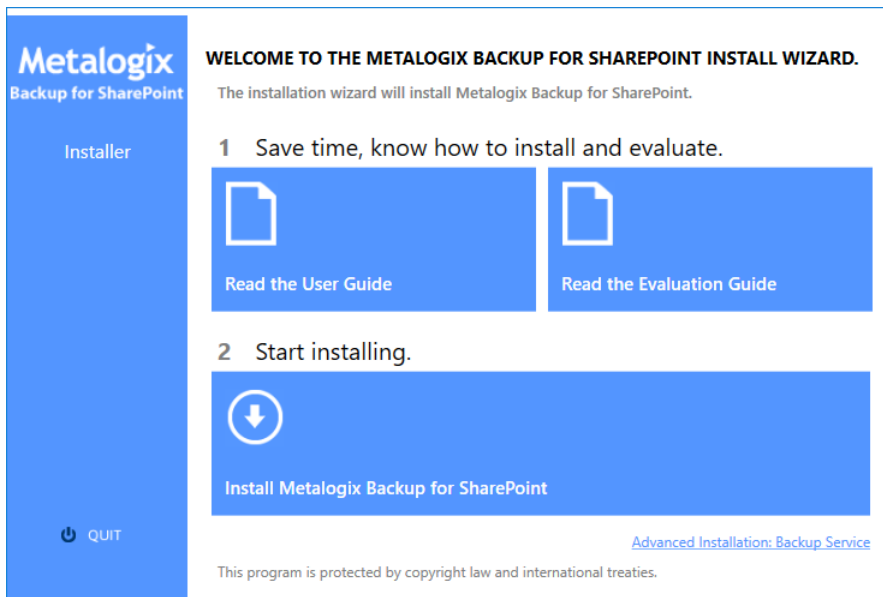 Metalogix
Backup for SharePoint
Installer
QUIT
WELCOME TO THE METALOGIX BACKUP FOR SHAREPOINT INSTALL WIZARD.
The installation wizard will install Metalogix Backup for SharePoint.
1 Save time, know how to install and evaluate.
Read the User Guide
Read the Evaluation Guide
2 Start installing.
Install Metalogix Backup for SharePoint
Advanced Installation: Backup Service
This program is protected by copyright law and international treaties.